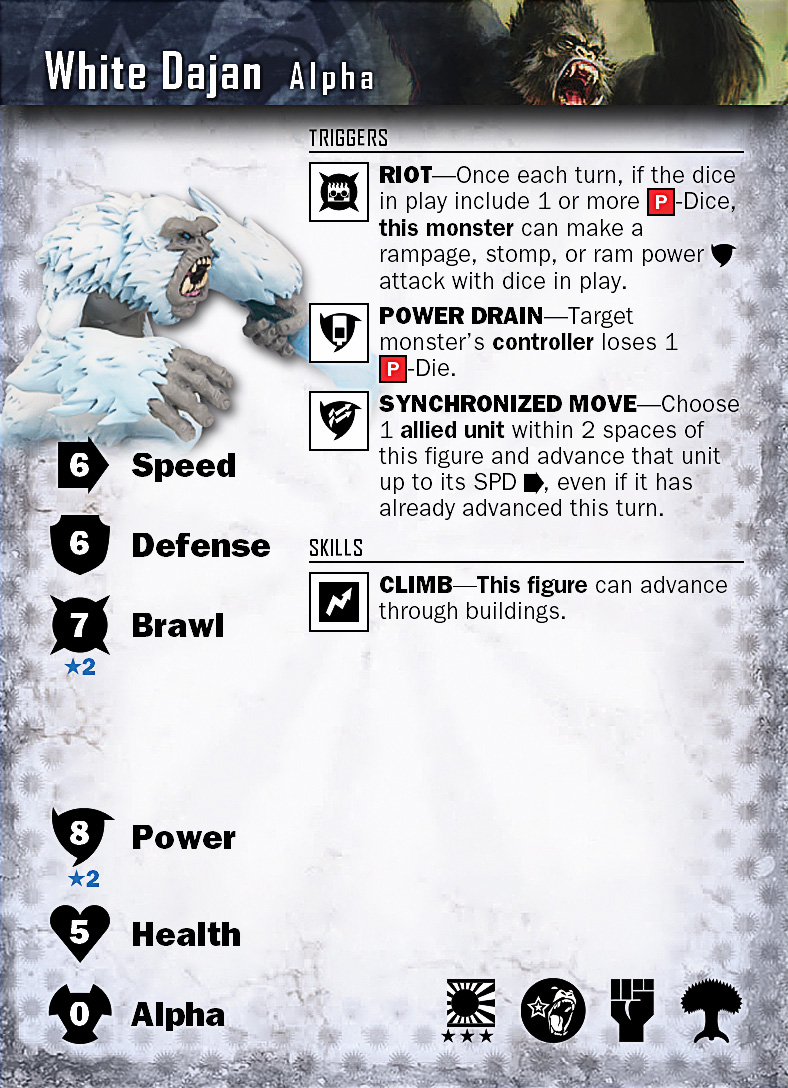 White Dajan Alpha
TRIGGERS
RIOT—Once each turn, if the dice
in play include 1 or more P-Dice,
this monster can make a
rampage, stomp, or ram power
attack with dice in play.
POWER DRAIN—Target
monster's controller loses 1
P-Die.
SYNCHRONIZED MOVE—Choose
1 allied unit within 2 spaces of
this figure and advance that unit
up to its SPD , even if it has
already advanced this turn.
SKILLS
CLIMB—This figure can advance
through buildings.
6 Speed
6 Defense
7 Brawl
★2
8 Power
★2
5 Health
0 Alpha
★★★